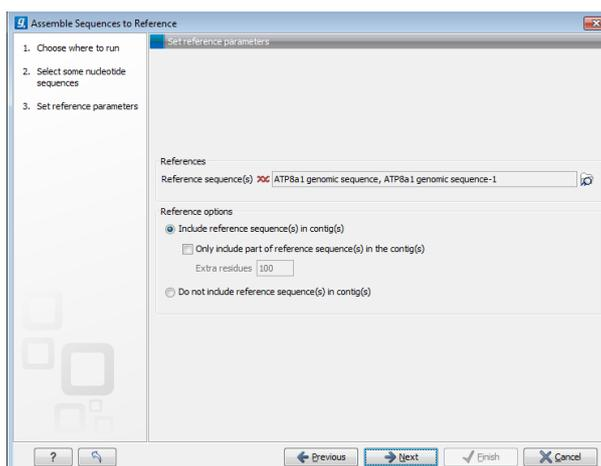 Assemble Sequences to Reference
1. Choose where to run
2. Select some nucleotide
sequences
3. Set reference parameters
Set reference parameters
References
Reference sequence(s) ATP8a1 genomic sequence, ATP8a1 genomic sequence-1
Reference options
Include reference sequence(s) in contig(s)
Only include part of reference sequence(s) in the contig(s)
Extra residues 100
Do not include reference sequence(s) in contig(s)
?
Previous
Next
Finish
Cancel